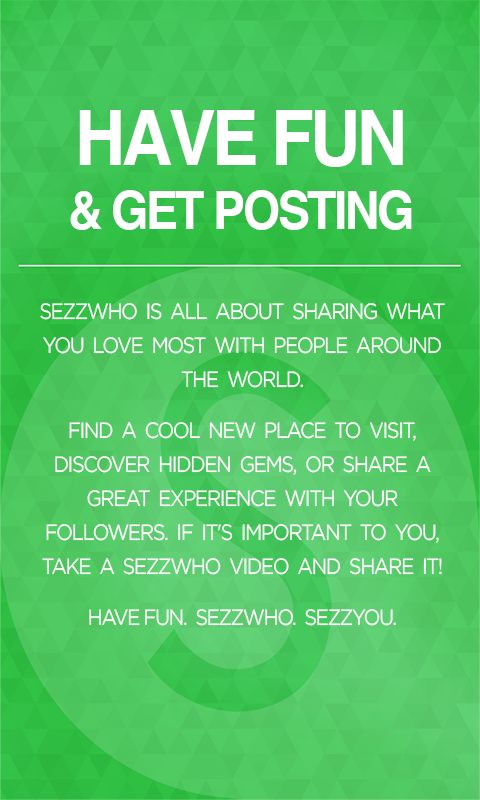 HAVE FUN
& GET POSTING
SEZZWHO IS ALL ABOUT SHARING WHAT
YOU LOVE MOST WITH PEOPLE AROUND
THE WORLD.
FIND A COOL NEW PLACE TO VISIT,
DISCOVER HIDDEN GEMS, OR SHARE A
GREAT EXPERIENCE WITH YOUR
FOLLOWERS. IF IT'S IMPORTANT TO YOU,
TAKE A SEZZWHO VIDEO AND SHARE IT!
HAVE FUN. SEZZWHO. SEZZYOU.